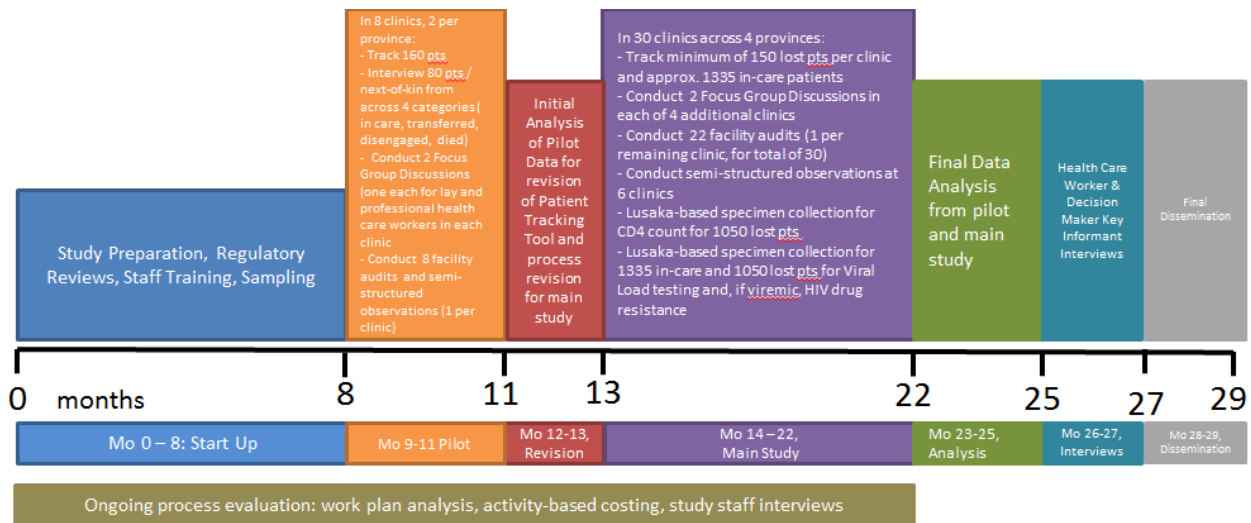 Study Preparation, Regulatory
Reviews, Staff Training, Sampling
In 8 clinics, 2 per
province:
- Track 160 pts
- Interview 80 pts/
next-of-kin from
across 4 categories (
in care, transferred,
disengaged, died)
- Conduct 2 Focus
Group Discussions
(one each for lay and
professional health
care workers in each
clinic
- Conduct 8 facility
audits and semi-
structured
observations (1 per
clinic)
Initial
Analysis
of Pilot
Data for
revision
of Patient
Tracking
Tool and
process
revision
for main
study
In 30 clinics across 4 provinces:
- Track minimum of 150 lost pts per clinic
and approx. 1335 in-care patients
- Conduct 2 Focus Group Discussions in
each of 4 additional clinics
- Conduct 22 facility audits (1 per
remaining clinic, for total of 30)
- Conduct semi-structured observations at
6 clinics
- Lusaka-based specimen collection for
CD4 count for 1050 lost pts
- Lusaka-based specimen collection for
1335 in-care and 1050 lost pts for Viral
Load testing and, if viremic, HIV drug
resistance
Final Data
Analysis
from pilot
and main
study
Health Care
Worker &
Decision
Maker Key
Informant
Interviews
Final
Dissemination
0 months 8 11 13 22 25 27 29
Mo 0 – 8: Start Up
Mo 9-11 Pilot
Mo 12-13,
Revision
Mo 14 – 22,
Main Study
Mo 23-25,
Analysis
Mo 26-27,
Interviews
Mo 28-29,
Dissemination
Ongoing process evaluation: work plan analysis, activity-based costing, study staff interviews